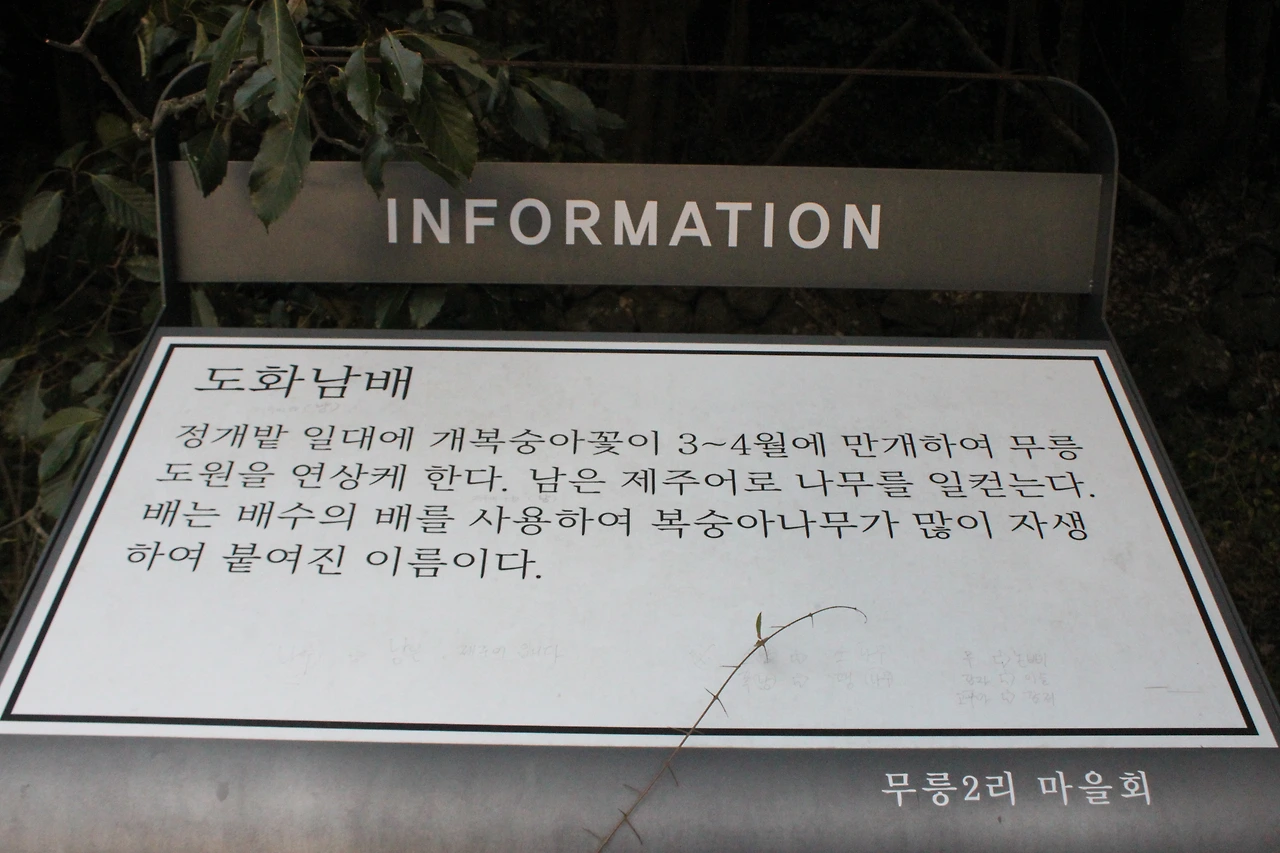 INFORMATION
도화남배
정개밭 일대에 개복숭아꽃이 3~4월에 만개하여 무릉
도원을 연상케 한다. 남은 제주어로 나무를 일컫는다.
배는 배수의 배를 사용하여 복숭아나무가 많이 자생
하여 붙여진 이름이다.
무릉2리 마을회